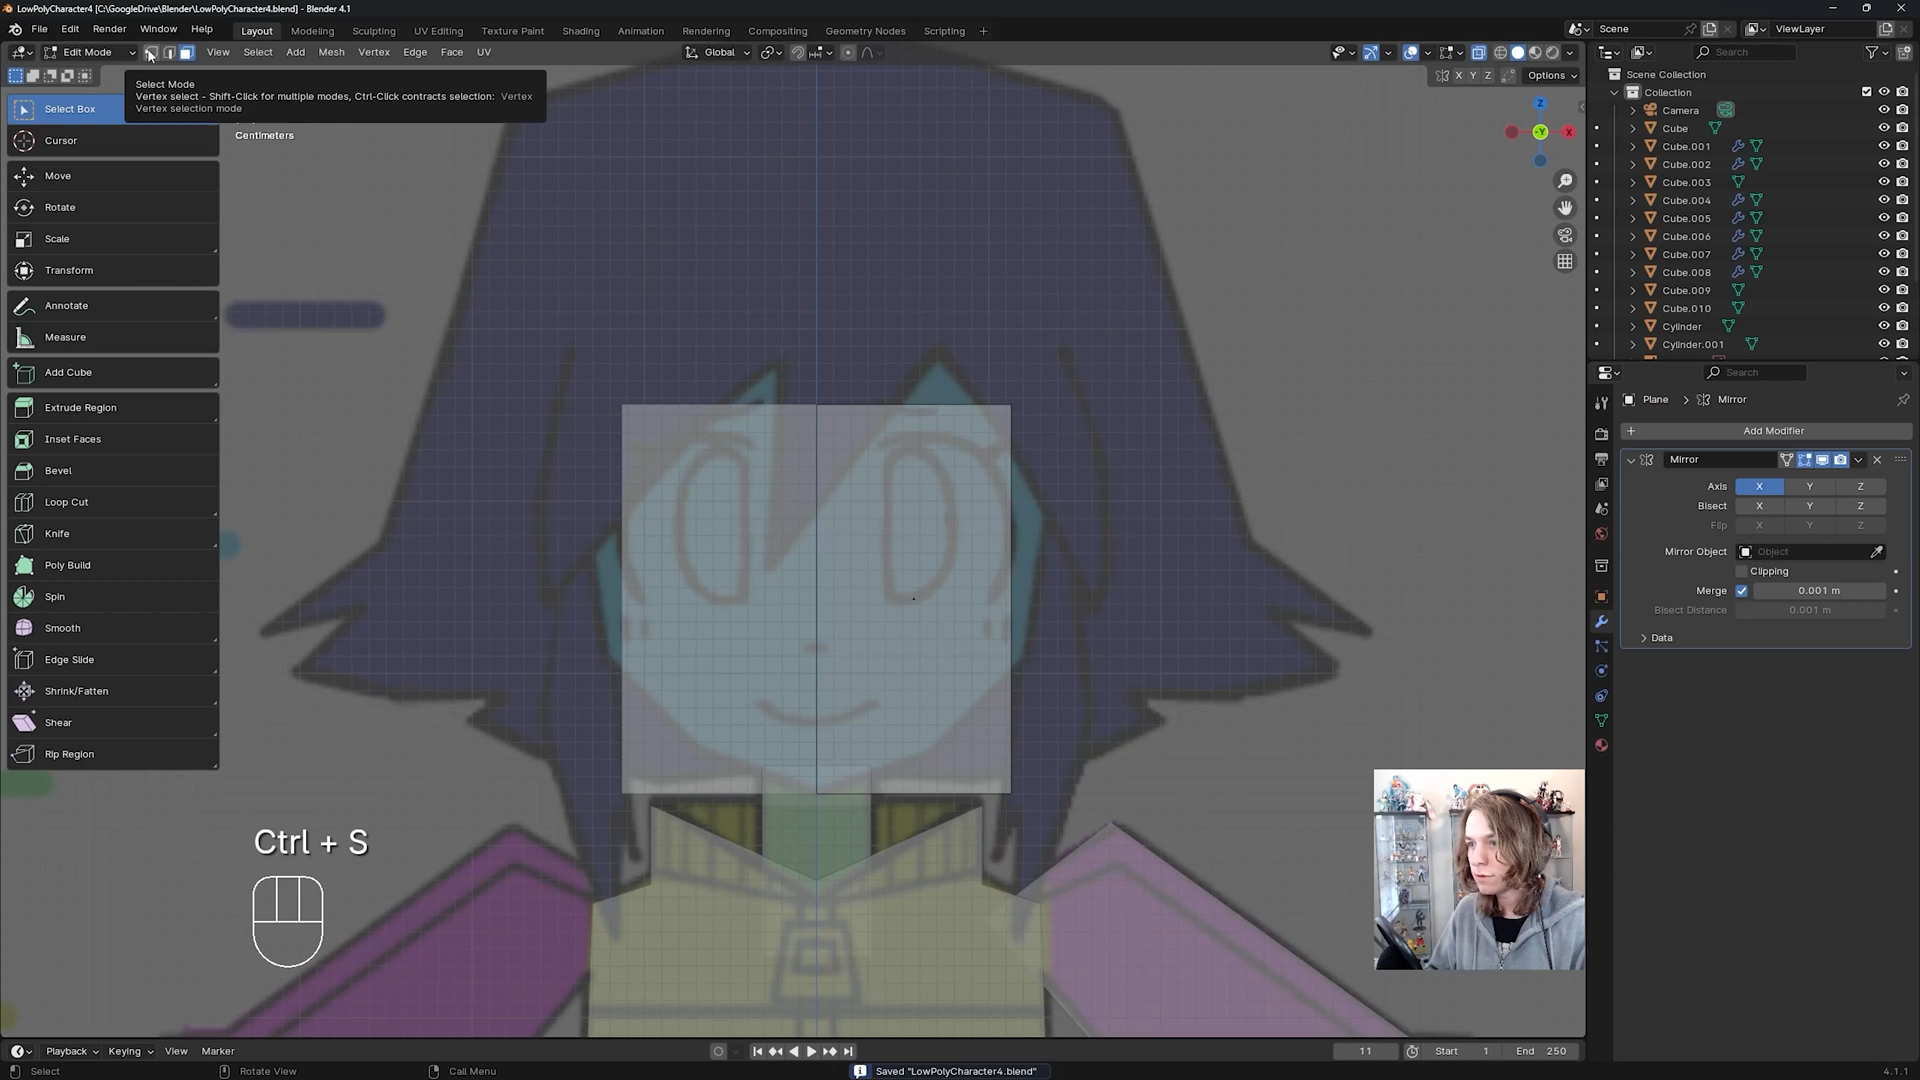 LowPolyCharacter4 [C:\GoogleDrive\Blender\LowPolyCharacter4.blend] - Blender 4.1
File Edit Render Window Help Layout Modeling Sculpting UV Editing Texture Paint Shading Animation Rendering Compositing Geometry Nodes Scripting
Scene
ViewLayer
Edit Mode View Select Add Mesh Vertex Edge Face UV
Global
Search
X Y Z Options
Select Mode
Vertex select - Shift-Click for multiple modes, Ctrl-Click contracts selection: Vertex
Vertex selection mode
Centimeters
Select Box
Cursor
Move
Rotate
Scale
Transform
Annotate
Measure
Add Cube
Extrude Region
Inset Faces
Bevel
Loop Cut
Knife
Poly Build
Spin
Smooth
Edge Slide
Shrink/Fatten
Shear
Rip Region
Z
-Y
X
Scene Collection
Collection
Camera
Cube
Cube.001
Cube.002
Cube.003
Cube.004
Cube.005
Cube.006
Cube.007
Cube.008
Cube.009
Cube.010
Cylinder
Cylinder.001
Search
Plane > Mirror
Add Modifier
Mirror
Axis X Y Z
Bisect X Y Z
Flip X Y Z
Mirror Object Object
Clipping
Merge 0.001 m
Bisect Distance 0.001 m
Data
Ctrl + S
Playback Keying View Marker
11 Start 1 End 250
Select Rotate View Call Menu
Saved "LowPolyCharacter4.blend"
4.1.1